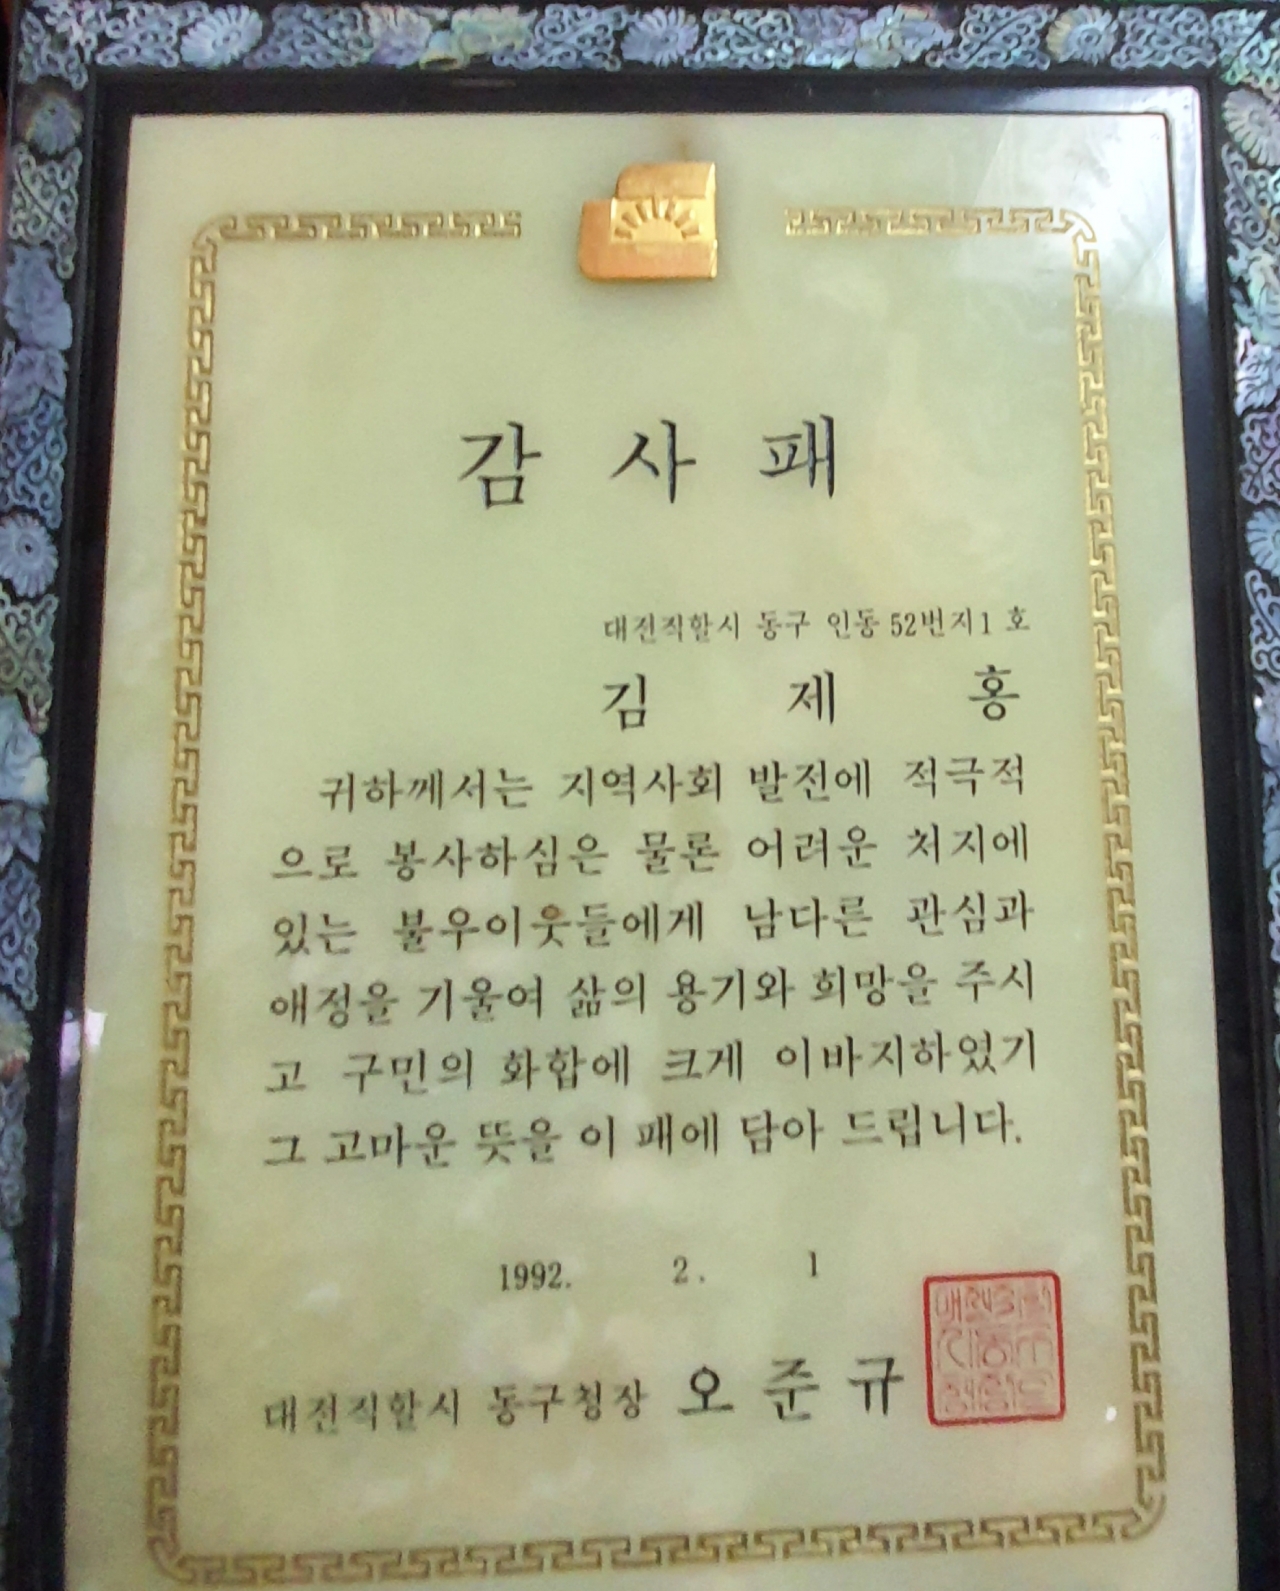 감 사 패
대전직할시 동구 인동 52번지1 호
김 제 홍
귀하께서는 지역사회 발전에 적극적
으로 봉사하심은 물론 어려운 처지에
있는 불우이웃들에게 남다른 관심과
애정을 기울여 삶의 용기와 희망을 주시
고 구민의 화합에 크게 이바지하였기
그 고마운 뜻을 이 패에 담아 드립니다.
1992. 2. 1
대전직할시 동구청장 오 준 규